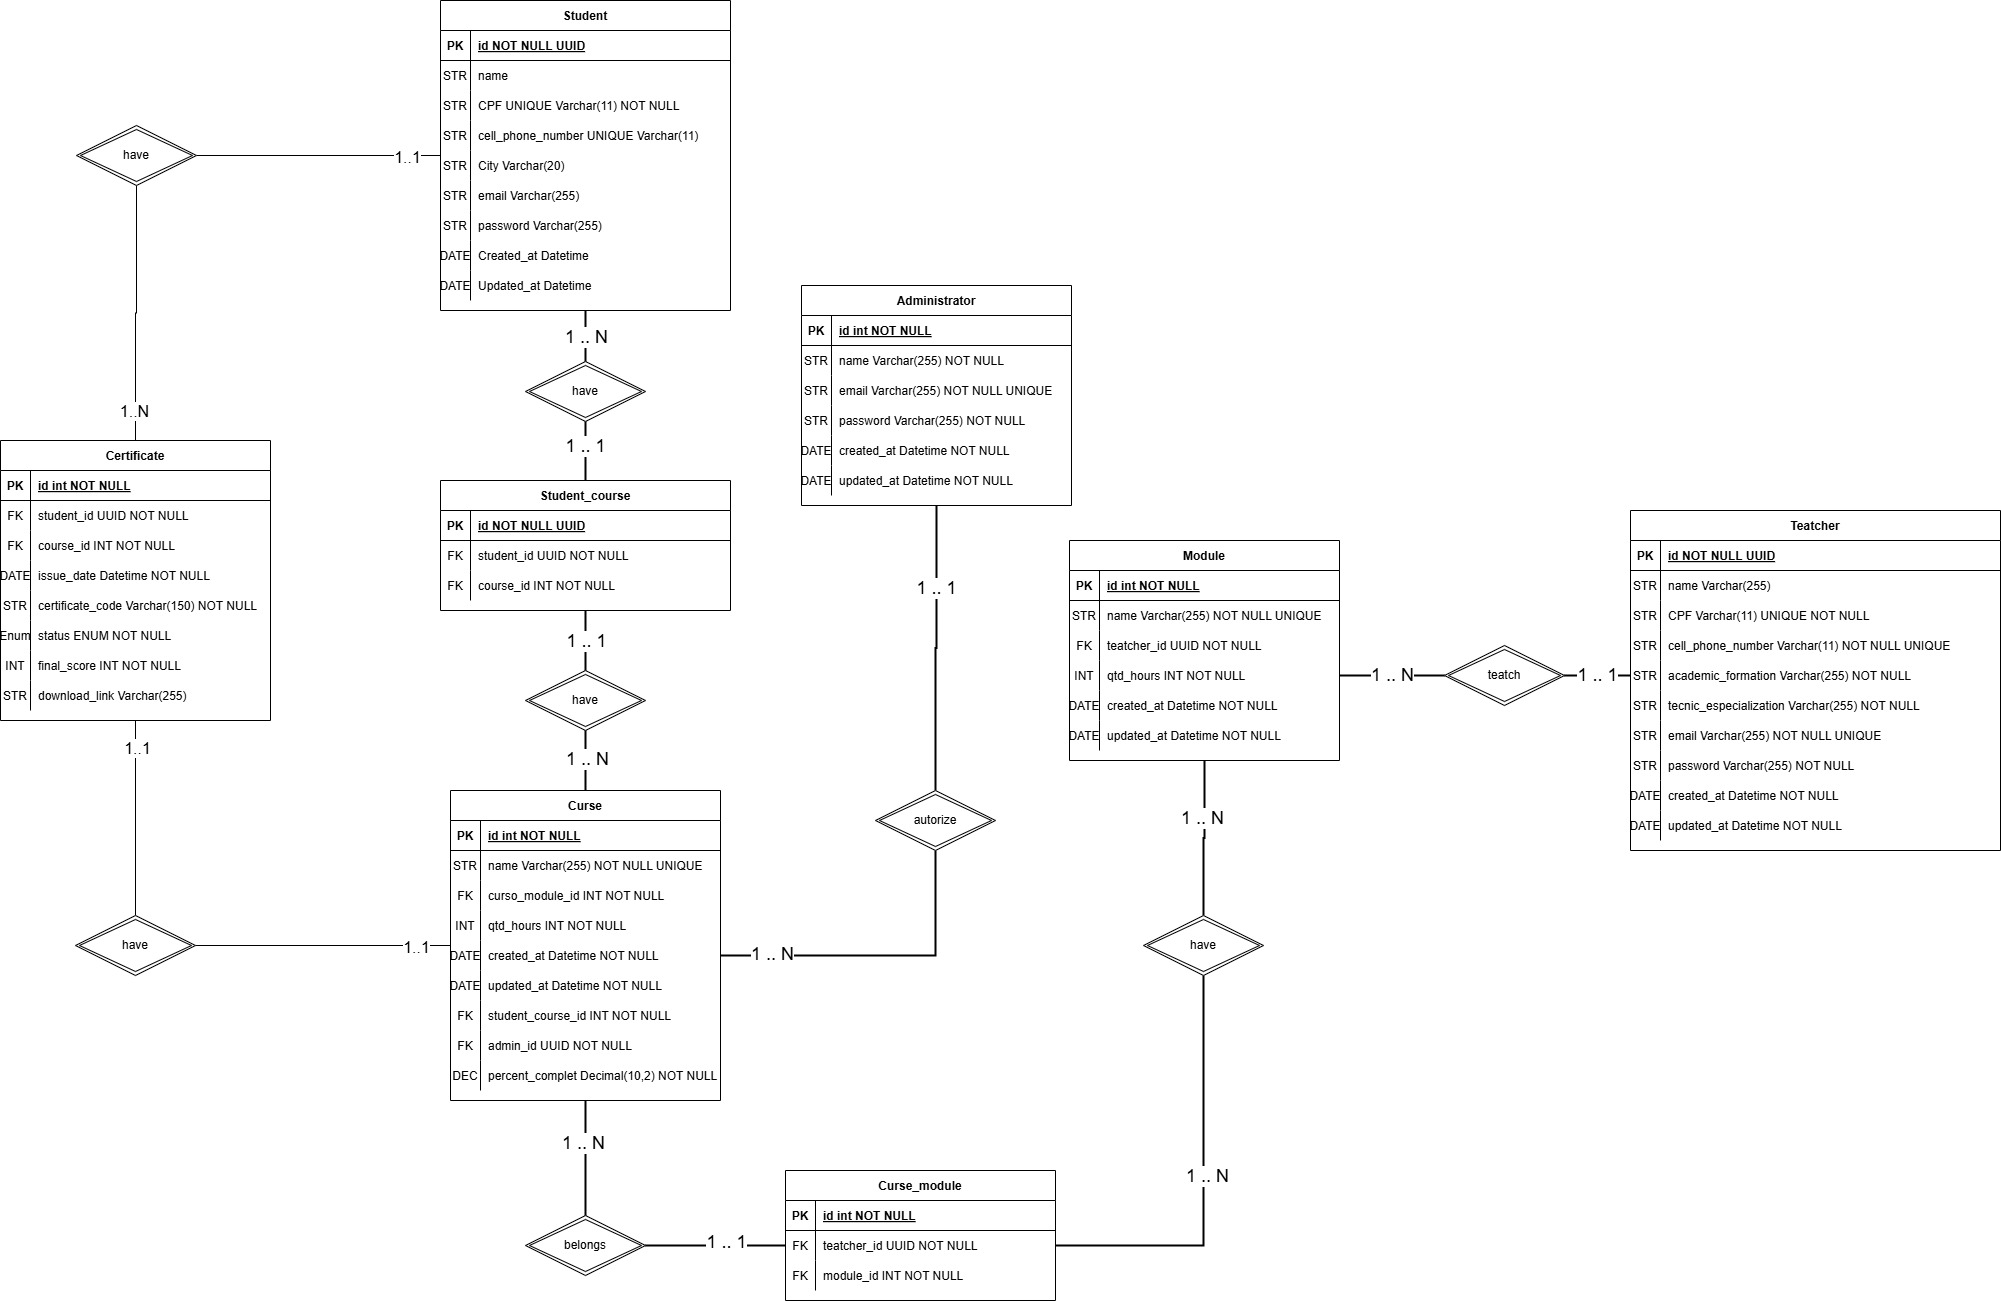 Student
PK id NOT NULL UUID
STR name
STR CPF UNIQUE Varchar(11) NOT NULL
STR cell_phone_number UNIQUE Varchar(11)
STR City Varchar(20)
STR email Varchar(255)
STR password Varchar(255)
DATE Created_at Datetime
DATE Updated_at Datetime
have
1..1
1..N
1 .. N
have
1 .. 1
Administrator
PK id int NOT NULL
STR name Varchar(255) NOT NULL
STR email Varchar(255) NOT NULL UNIQUE
STR password Varchar(255) NOT NULL
DATE created_at Datetime NOT NULL
DATE updated_at Datetime NOT NULL
1 .. 1
autorize
1 .. N
Certificate
PK id int NOT NULL
FK student_id UUID NOT NULL
FK course_id INT NOT NULL
DATE issue_date Datetime NOT NULL
STR certificate_code Varchar(150) NOT NULL
Enum status ENUM NOT NULL
INT final_score INT NOT NULL
STR download_link Varchar(255)
1..1
have
1..1
Student_course
PK id NOT NULL UUID
FK student_id UUID NOT NULL
FK course_id INT NOT NULL
1 .. 1
have
1 .. N
Module
PK id int NOT NULL
STR name Varchar(255) NOT NULL UNIQUE
FK teatcher_id UUID NOT NULL
INT qtd_hours INT NOT NULL
DATE created_at Datetime NOT NULL
DATE updated_at Datetime NOT NULL
1 .. N
teatch
1 .. 1
Teatcher
PK id NOT NULL UUID
STR name Varchar(255)
STR CPF Varchar(11) UNIQUE NOT NULL
STR cell_phone_number Varchar(11) NOT NULL UNIQUE
STR academic_formation Varchar(255) NOT NULL
STR tecnic_especialization Varchar(255) NOT NULL
STR email Varchar(255) NOT NULL UNIQUE
STR password Varchar(255) NOT NULL
DATE created_at Datetime NOT NULL
DATE updated_at Datetime NOT NULL
Curse
PK id int NOT NULL
STR name Varchar(255) NOT NULL UNIQUE
FK curso_module_id INT NOT NULL
INT qtd_hours INT NOT NULL
DATE created_at Datetime NOT NULL
DATE updated_at Datetime NOT NULL
FK student_course_id INT NOT NULL
FK admin_id UUID NOT NULL
DEC percent_complet Decimal(10,2) NOT NULL
1 .. N
have
1 .. N
1 .. N
belongs
1 .. 1
Curse_module
PK id int NOT NULL
FK teatcher_id UUID NOT NULL
FK module_id INT NOT NULL